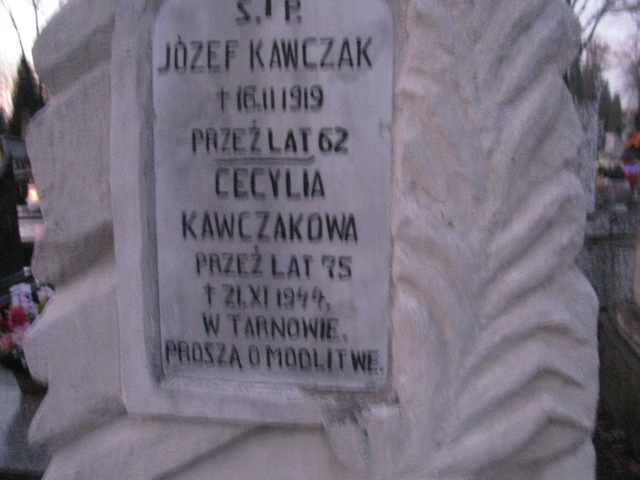 Ś.†P.
JÓZEF KAWCZAK
† 16.II 1919
PRZEŻ LAT 62
CECYLIA
KAWCZAKOWA
PRZEŻ LAT 75
† 21.XI 1944.
W TARNOWIE.
PROSZĄ O MODLITWĘ.